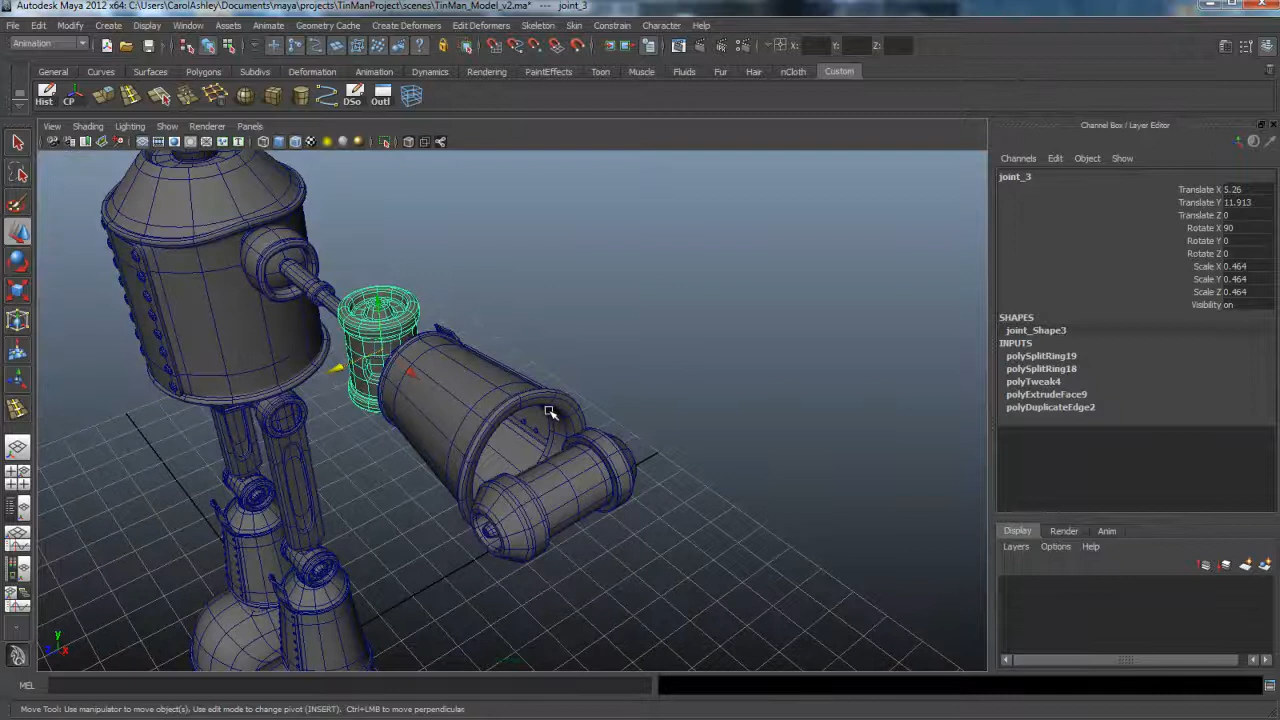 Autodesk Maya 2012 x64: C:\Users\CarolAshley\Documents\maya\projects\TinManProject\scenes\TinMan_Model_v2.ma* --- joint_3
File Edit Modify Create Display Window Assets Animate Geometry Cache Create Deformers Edit Deformers Skeleton Skin Constrain Character Help
Animation X: Y: Z:
General Curves Surfaces Polygons Subdivs Deformation Animation Dynamics Rendering PaintEffects Toon Muscle Fluids Fur Hair nCloth Custom
Hist CP DSo Outl
View Shading Lighting Show Renderer Panels
Channel Box / Layer Editor
Channels Edit Object Show
joint_3
Translate X 5.26
Translate Y 11.913
Translate Z 0
Rotate X 90
Rotate Y 0
Rotate Z 0
Scale X 0.464
Scale Y 0.464
Scale Z 0.464
Visibility on
SHAPES
joint_Shape3
INPUTS
polySplitRing19
polySplitRing18
polyTweak4
polyExtrudeFace9
polyDuplicateEdge2
Display Render Anim
Layers Options Help
y
z x
MEL
Move Tool: Use manipulator to move object(s). Use edit mode to change pivot (INSERT). Ctrl+LMB to move perpendiculars